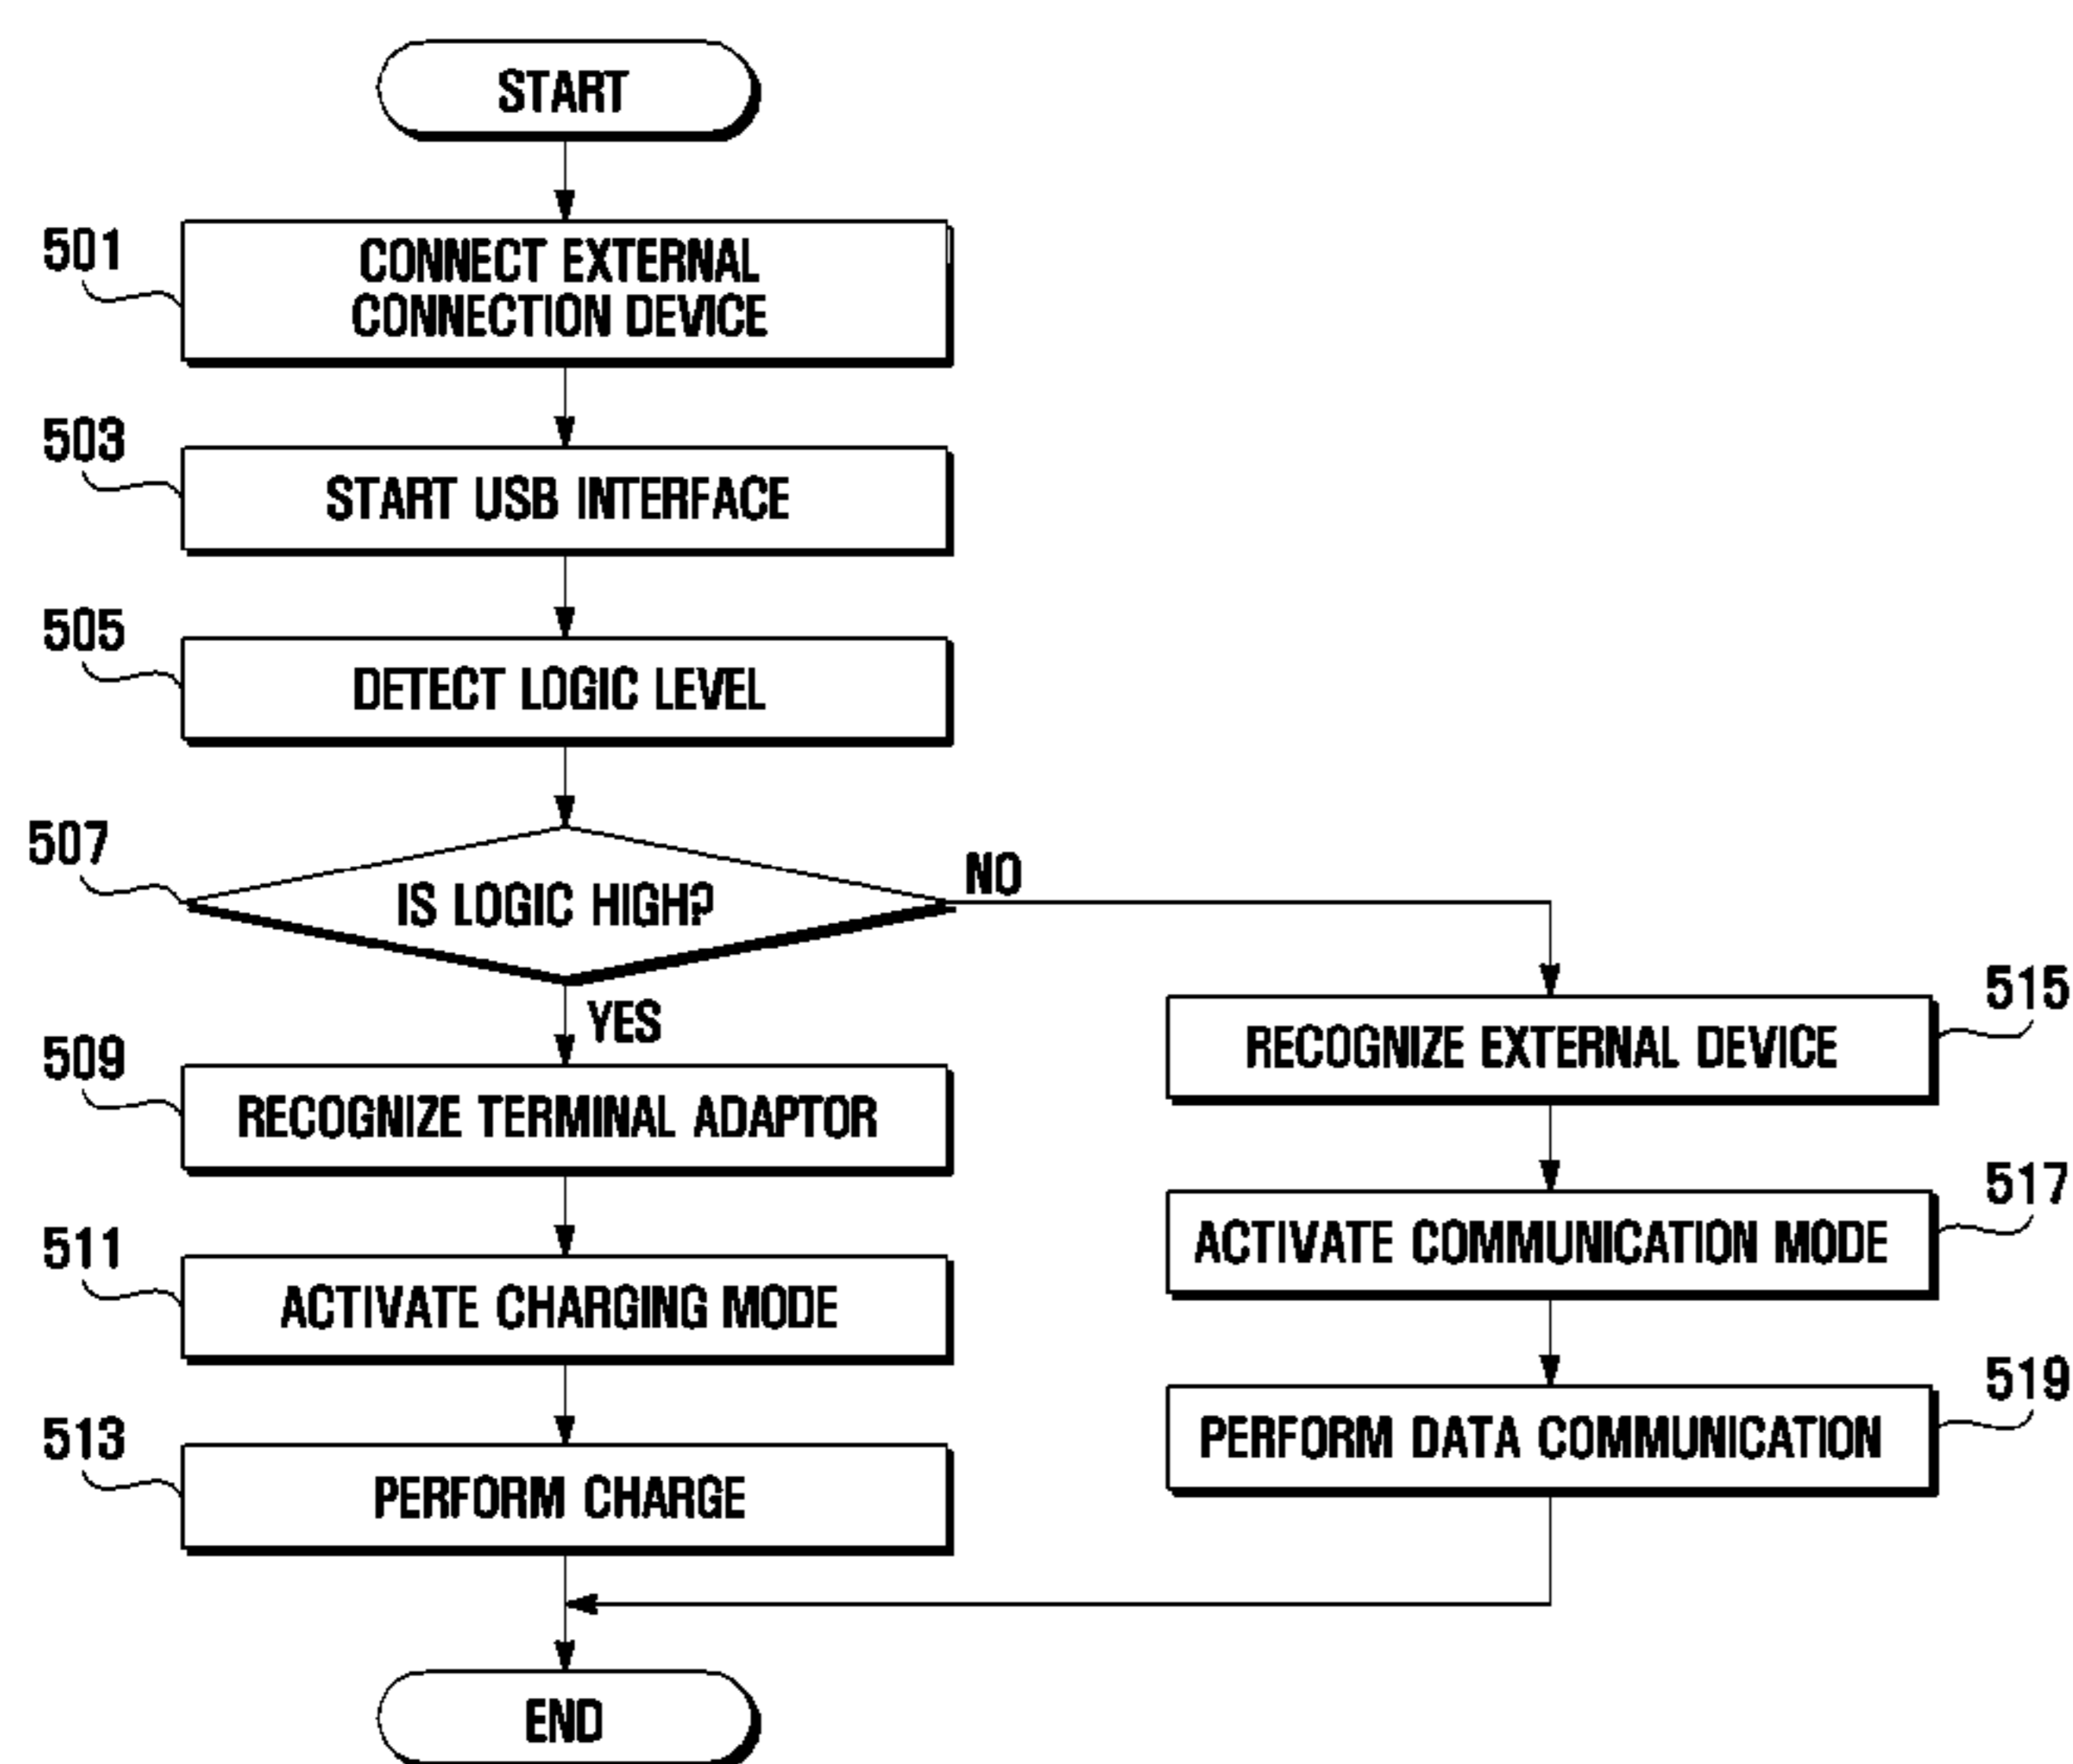 START
501
CONNECT EXTERNAL
CONNECTION DEVICE
503
START USB INTERFACE
505
DETECT LOGIC LEVEL
507
IS LOGIC HIGH?
NO
YES
509
RECOGNIZE TERMINAL ADAPTOR
511
ACTIVATE CHARGING MODE
513
PERFORM CHARGE
515
RECOGNIZE EXTERNAL DEVICE
517
ACTIVATE COMMUNICATION MODE
519
PERFORM DATA COMMUNICATION
END